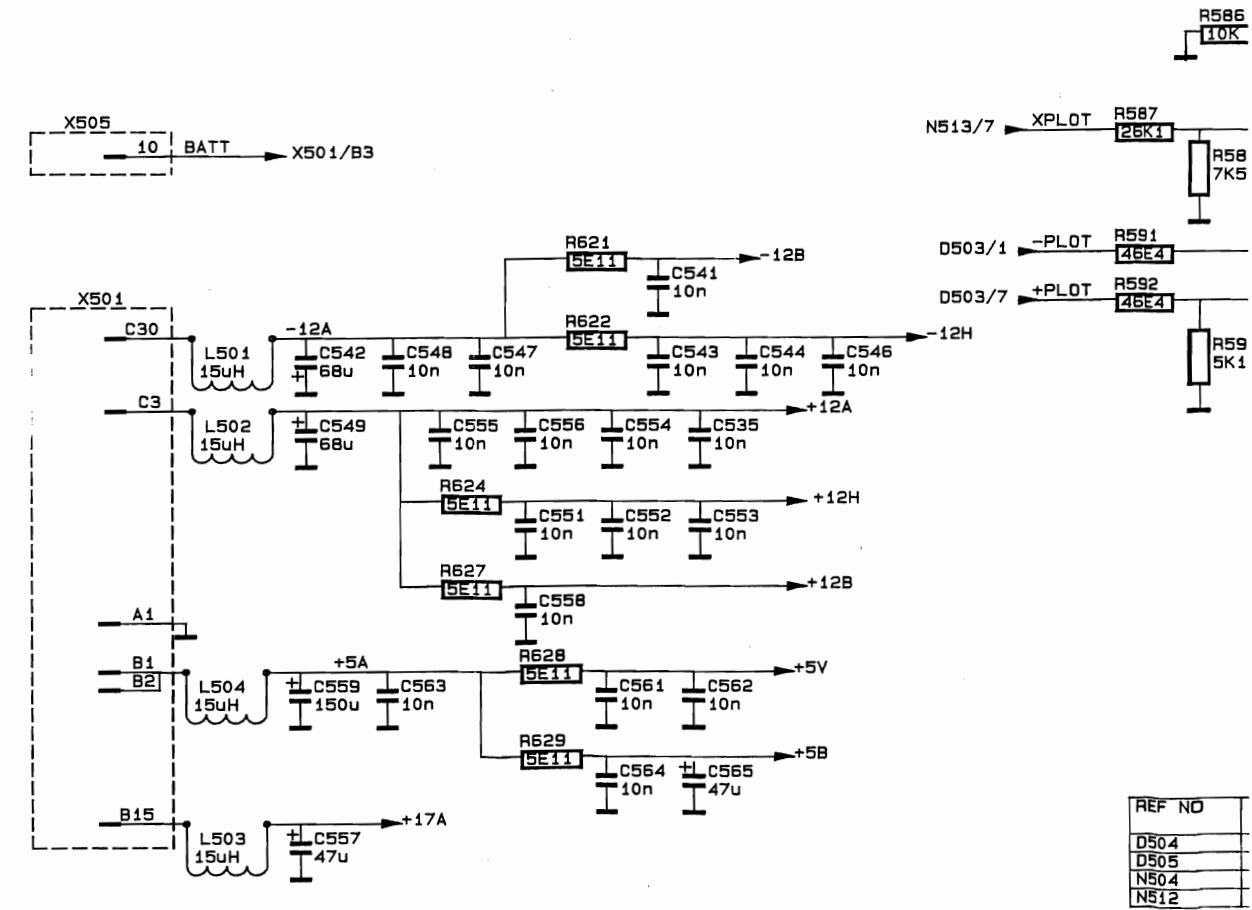 R586
10K
X505
10 BATT X501/B3
N513/7 XPLOT R587
26K1
R58
7K5
D503/1 -PLOT R591
46E4
D503/7 +PLOT R592
46E4
R59
5K1
R621
5E11
-12B
C541
10n
X501
C30
L501
15uH
-12A
+ C542
68u
C548
10n
C547
10n
R622
5E11
C543
10n
C544
10n
C546
10n
-12H
C3
L502
15uH
+ C549
68u
C555
10n
C556
10n
C554
10n
C535
10n
+12A
R624
5E11
C551
10n
C552
10n
C553
10n
+12H
R627
5E11
C558
10n
+12B
A1
B1
B2
L504
15uH
+5A
+ C559
150u
C563
10n
R628
5E11
C561
10n
C562
10n
+5V
R629
5E11
C564
10n
+ C565
47u
+5B
B15
L503
15uH
+ C557
47u
+17A
REF NO
D504
D505
N504
N512